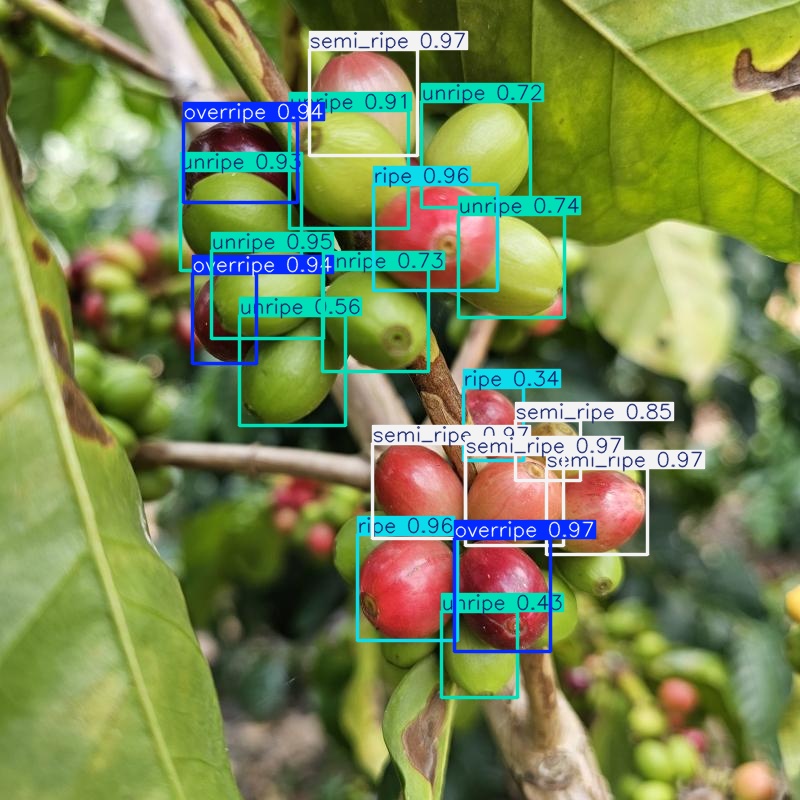 semi_ripe 0.97
unripe 0.91
unripe 0.72
overripe 0.94
unripe 0.93
ripe 0.96
unripe 0.74
unripe 0.95
overripe 0.94
unripe 0.73
unripe 0.56
ripe 0.34
semi_ripe 0.85
semi_ripe 0.97
semi_ripe 0.97
semi_ripe 0.97
ripe 0.96
overripe 0.97
unripe 0.43